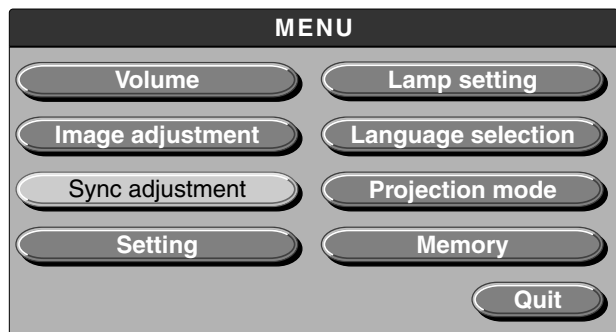 MENU
Volume
Lamp setting
Image adjustment
Language selection
Sync adjustment
Projection mode
Setting
Memory
Quit